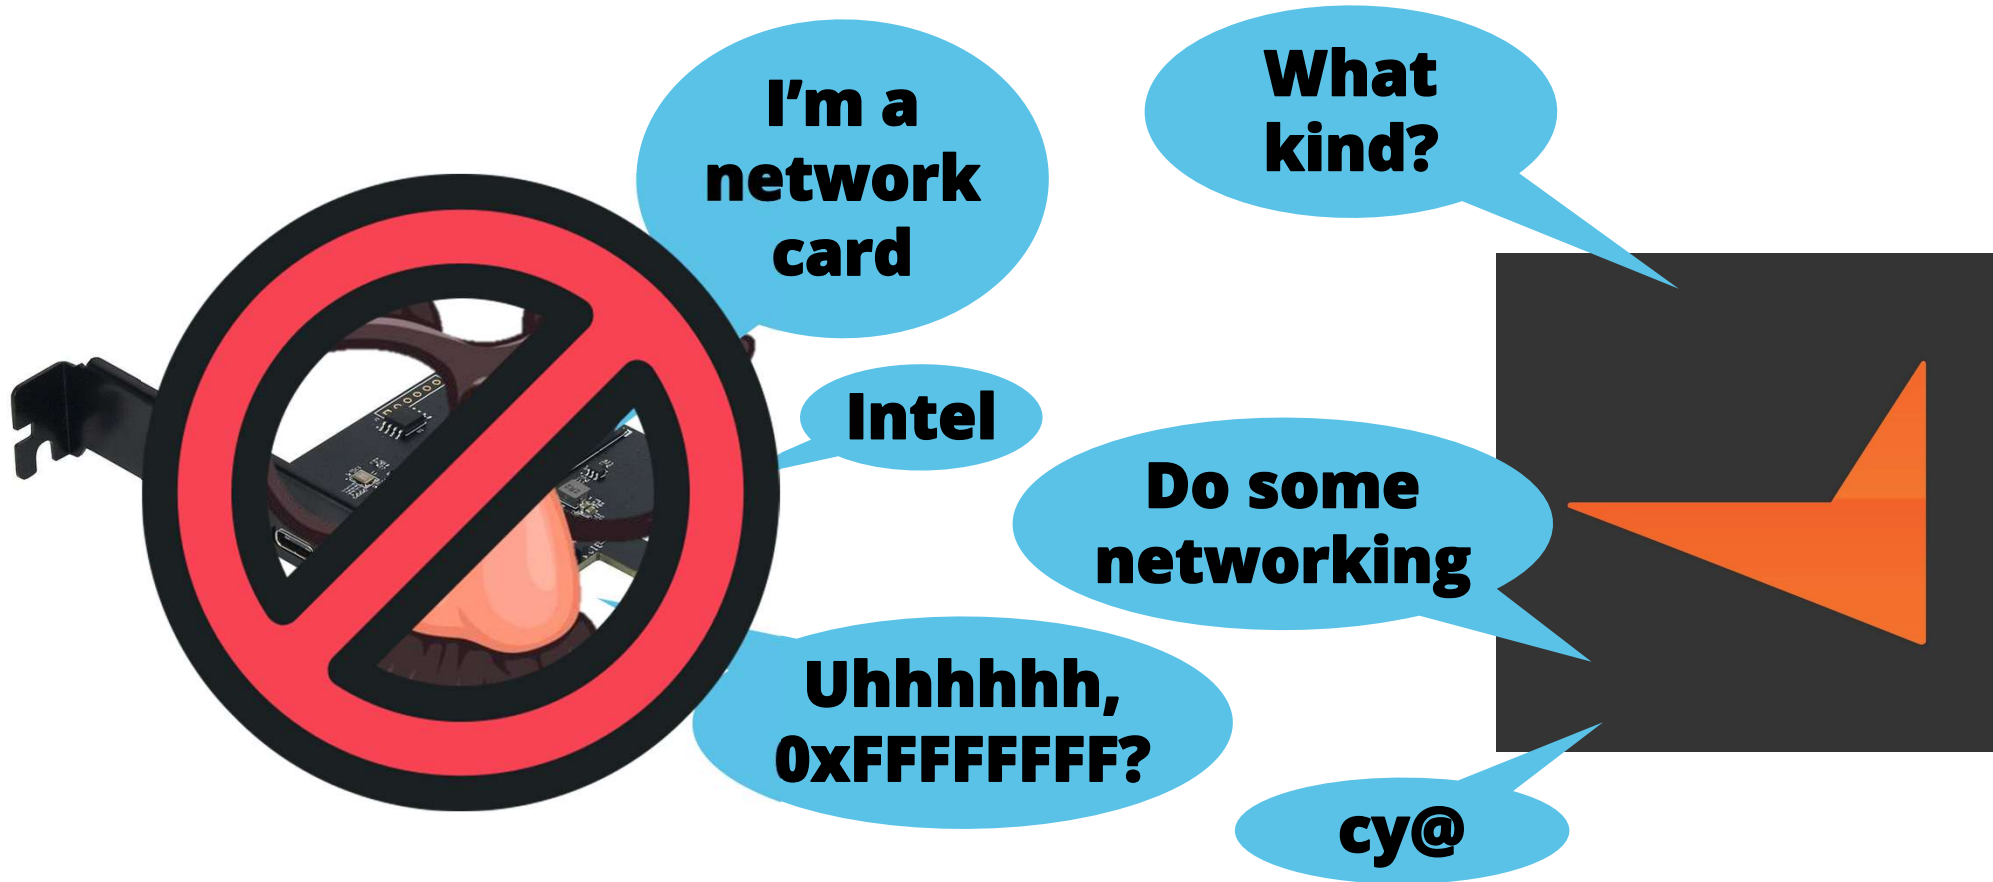 I’m a
network
card
What
kind?
Intel
Do some
networking
Uhhhhhh,
0xFFFFFFFF?
cy@